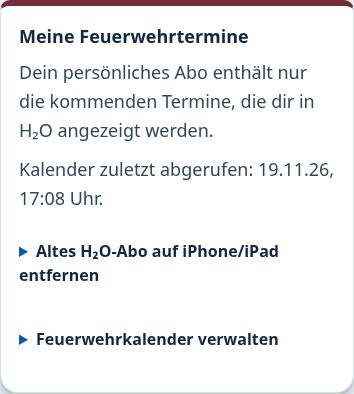 Meine Feuerwehrtermine
Dein persönliches Abo enthält nur
die kommenden Termine, die dir in
H₂O angezeigt werden.
Kalender zuletzt abgerufen: 19.11.26,
17:08 Uhr.
Altes H₂O-Abo auf iPhone/iPad
entfernen
Feuerwehrkalender verwalten